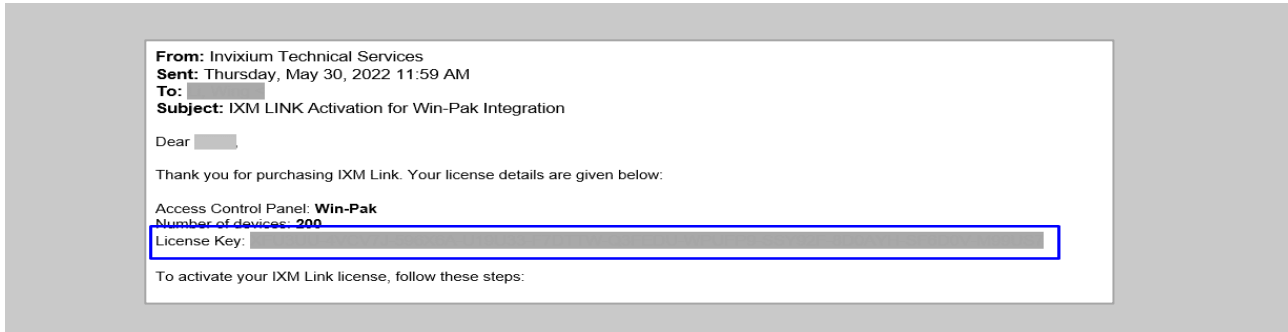 From: Invixium Technical Services
Sent: Thursday, May 30, 2022 11:59 AM
To:
Subject: IXM LINK Activation for Win-Pak Integration
Dear ,
Thank you for purchasing IXM Link. Your license details are given below:
Access Control Panel: Win-Pak
Number of devices: 200
License Key:
To activate your IXM Link license, follow these steps: